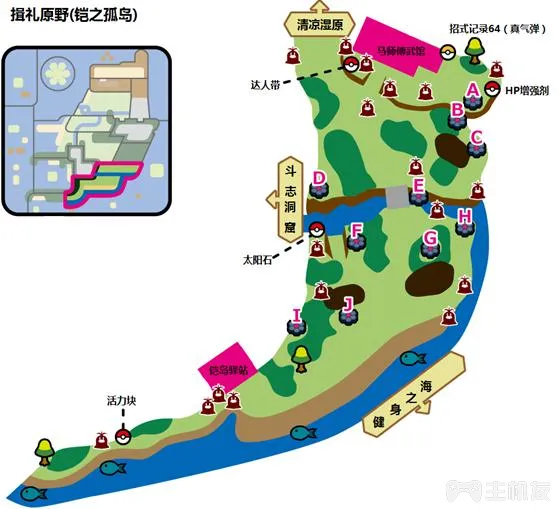 揖礼原野(铠之孤岛)
清凉湿原
马师傅武馆
招式记录64（真气弹）
达人带
HP增强剂
A
B
C
D
斗志洞窟
E
H
太阳石
F
G
I
J
铠岛驿站
活力块
健身之海
主机友